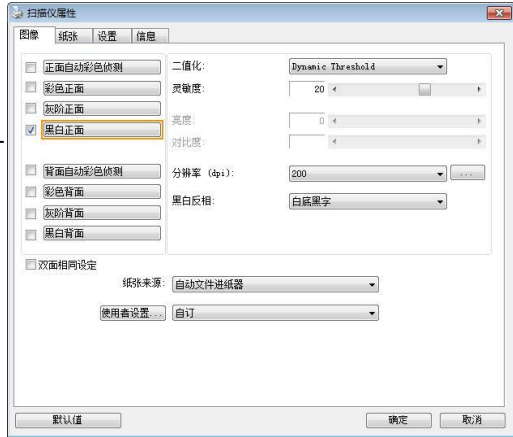 扫描仪属性
图像 纸张 设置 信息
正面自动彩色侦测
彩色正面
灰阶正面
黑白正面
背面自动彩色侦测
彩色背面
灰阶背面
黑白背面
二值化: Dynamic Threshold
灵敏度: 20
亮度: 0
对比度:
分辨率 (dpi): 200 ...
黑白反相: 白底黑字
双面相同设定
纸张来源: 自动文件进纸器
使用者设置... 自订
默认值 确定 取消